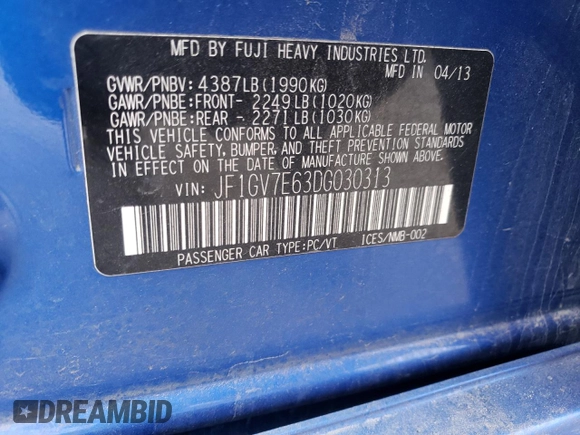 MFD BY FUJI HEAVY INDUSTRIES LTD.
MFD IN 04/13
GVWR/PNBV: 4387LB(1990KG)
GAWR/PNBE:FRONT- 2249LB(1020KG)
GAWR/PNBE:REAR - 2271LB(1030KG)
THIS VEHICLE CONFORMS TO ALL APPLICABLE FEDERAL MOTOR
VEHICLE SAFETY, BUMPER, AND THEFT PREVENTION STANDARDS
IN EFFECT ON THE DATE OF MANUFACTURE SHOWN ABOVE.
VIN: JF1GV7E63DG030313
PASSENGER CAR TYPE:PC/VT ICES/NMB-002
DREAMBID